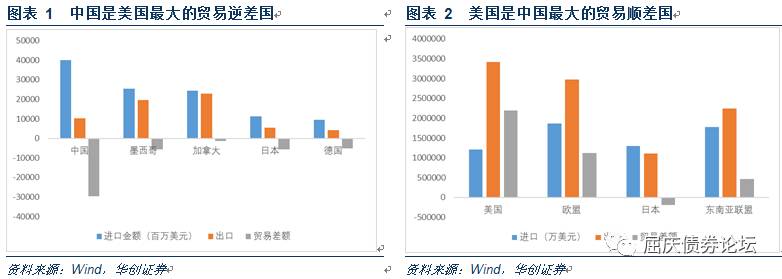 图表 1 中国是美国最大的贸易逆差国
50000
40000
30000
20000
10000
0
-10000
-20000
-30000
-40000
中国 墨西哥 加拿大 日本 德国
进口金额（百万美元） 出口 贸易差额
资料来源：Wind，华创证券
图表 2 美国是中国最大的贸易顺差国
4000000
3500000
3000000
2500000
2000000
1500000
1000000
500000
0
-500000
美国 欧盟 日本 东南亚联盟
进口（万美元） 贸易差额
屈庆债券论坛
资料来源：Wind，华创证券